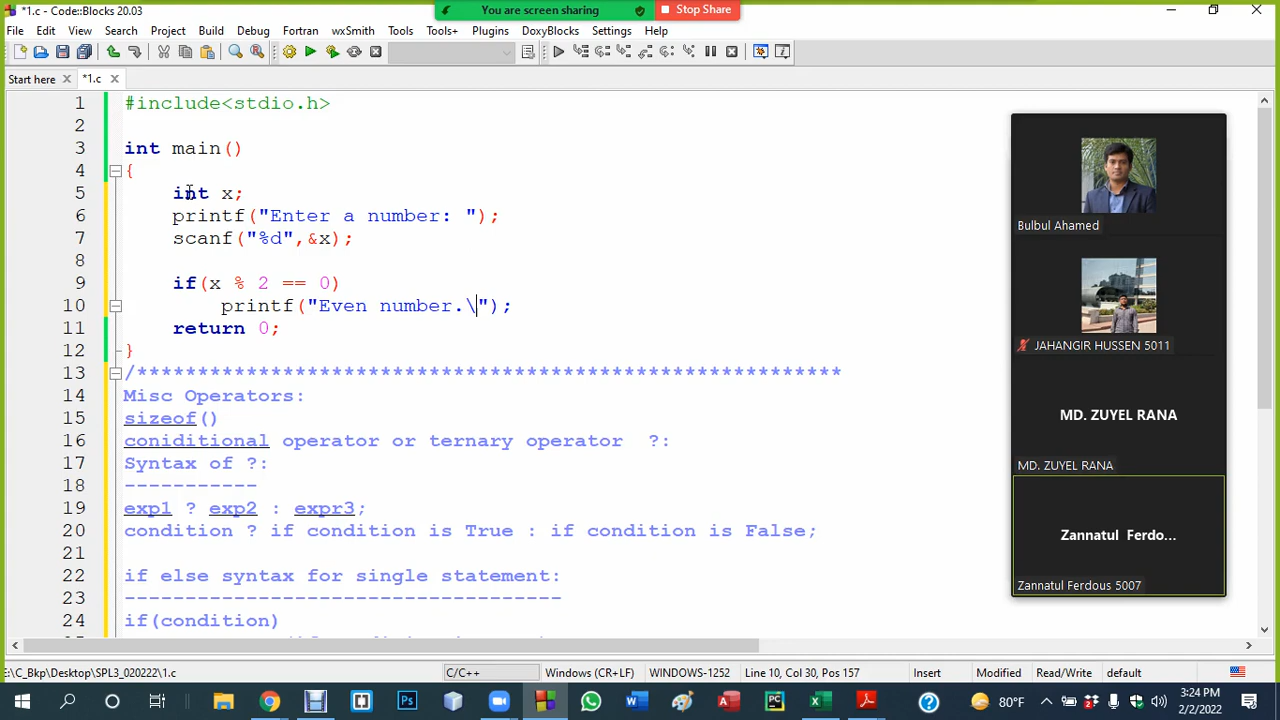 *1.c - Code::Blocks 20.03
You are screen sharing
Stop Share
File Edit View Search Project Build Debug Fortran wxSmith Tools Tools+ Plugins DoxyBlocks Settings Help
Start here
*1.c
1 #include<stdio.h>
2
3 int main()
4 {
5 int x;
6 printf("Enter a number: ");
7 scanf("%d",&x);
8
9 if(x % 2 == 0)
10 printf("Even number.\");
11 return 0;
12 }
13 /**********************************************************
14 Misc Operators:
15 sizeof()
16 coniditional operator or ternary operator ?:
17 Syntax of ?:
18 -----------
19 exp1 ? exp2 : expr3;
20 condition ? if condition is True : if condition is False;
21
22 if else syntax for single statement:
23 ------------------------------------
24 if(condition)
Bulbul Ahamed
JAHANGIR HUSSEN 5011
MD. ZUYEL RANA
MD. ZUYEL RANA
Zannatul Ferdo...
Zannatul Ferdous 5007
E:\C_Bkp\Desktop\SPL3_020222\1.c C/C++ Windows (CR+LF) WINDOWS-1252 Line 10, Col 30, Pos 157 Insert Modified Read/Write default
80°F
3:24 PM
2/2/2022